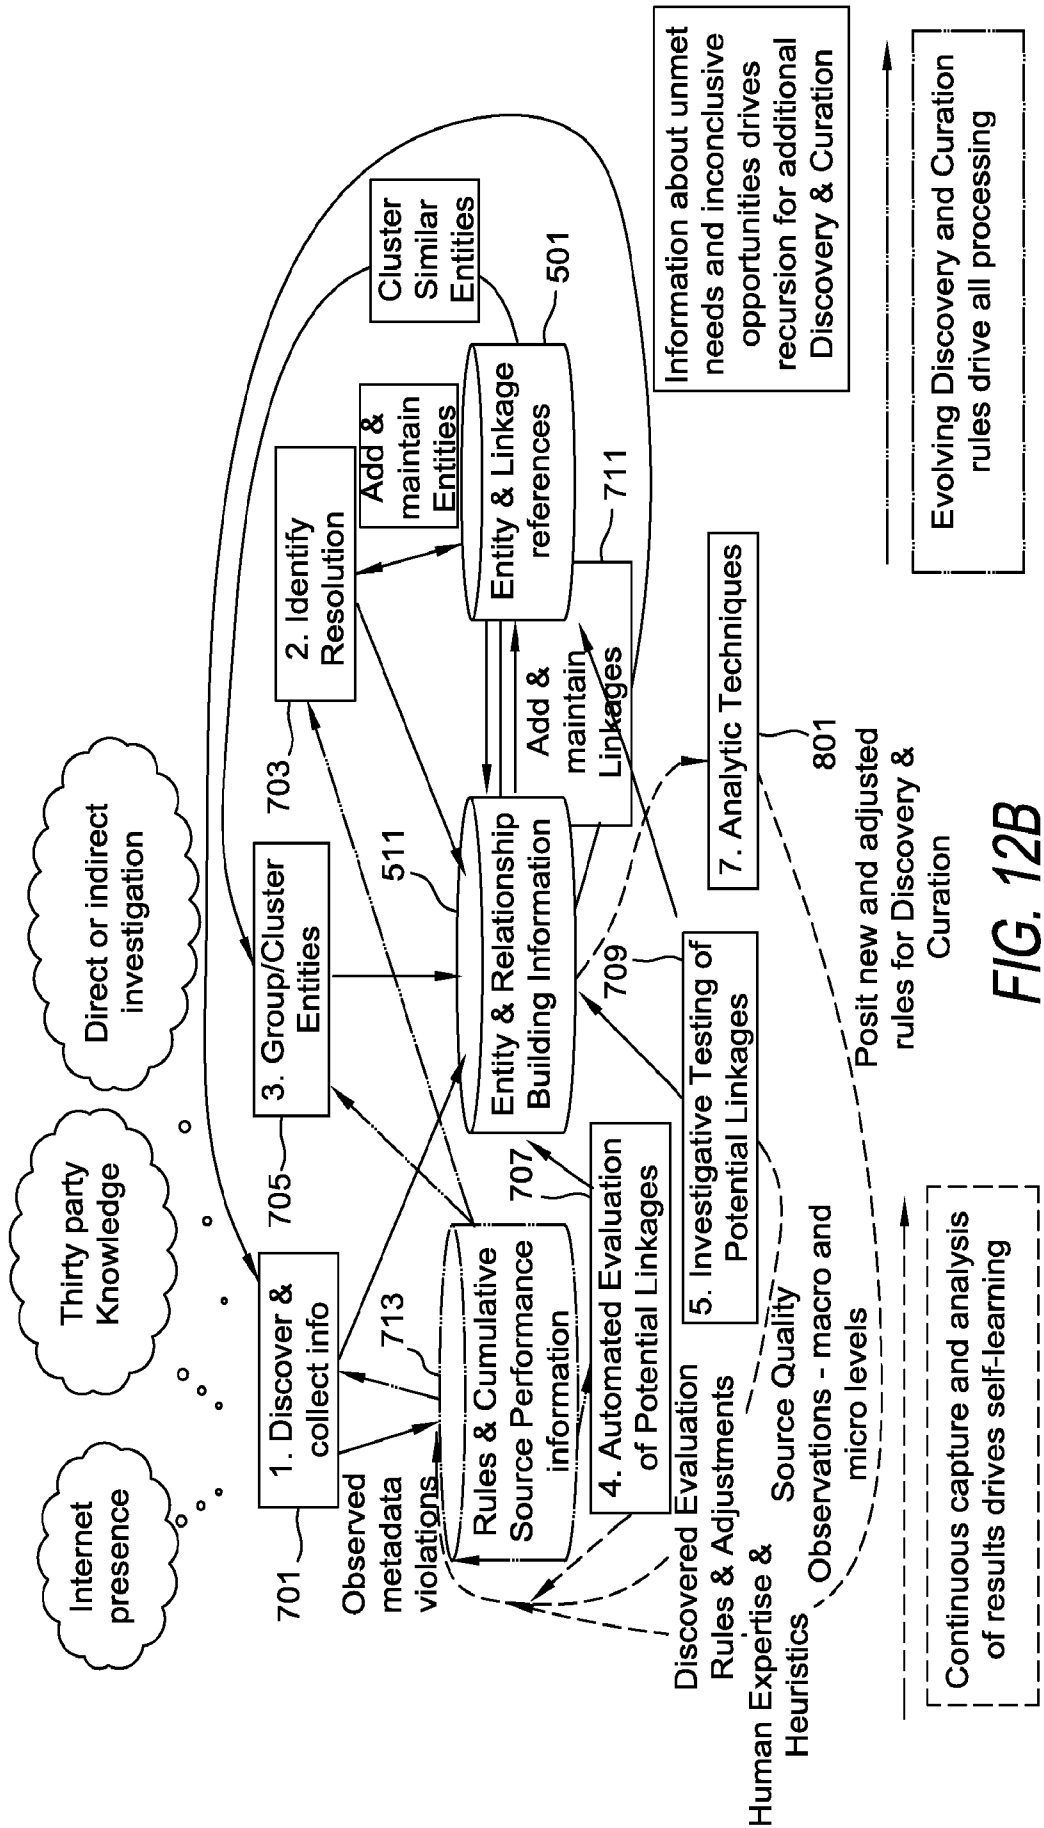 Internet
presence
Thirty party
Knowledge
Direct or indirect
investigation
701
1. Discover &
collect info
705
3. Group/Cluster
Entities
703
2. Identify
Resolution
Cluster
Similar
Entities
Add &
maintain
Entities
Observed
metadata
violations
713
Rules & Cumulative
Source Performance
information
511
Entity & Relationship
Building Information
Entity & Linkage
references
501
Add &
maintain
Linkages
711
707
4. Automated Evaluation
of Potential Linkages
709
5. Investigative Testing of
Potential Linkages
7. Analytic Techniques
801
Information about unmet
needs and inconclusive
opportunities drives
recursion for additional
Discovery & Curation
Discovered Evaluation
Rules & Adjustments
Human Expertise &
Heuristics
Source Quality
Observations - macro and
micro levels
Posit new and adjusted
rules for Discovery &
Curation
Continuous capture and analysis
of results drives self-learning
Evolving Discovery and Curation
rules drive all processing
FIG. 12B